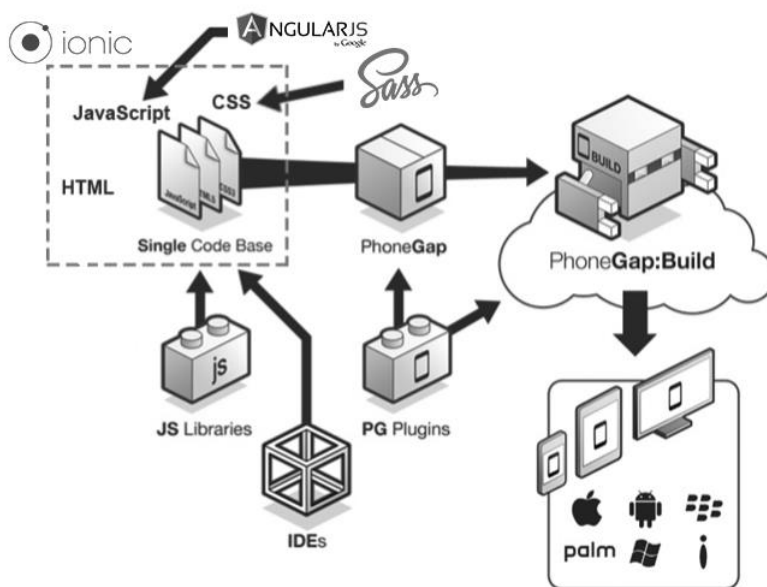 ionic
ANGULARJS
by Google
Sass
JavaScript
CSS
HTML
JavaScript
HTML5
CSS3
Single Code Base
PhoneGap
BUILD
PhoneGap:Build
js
JS Libraries
PG Plugins
IDEs
palm